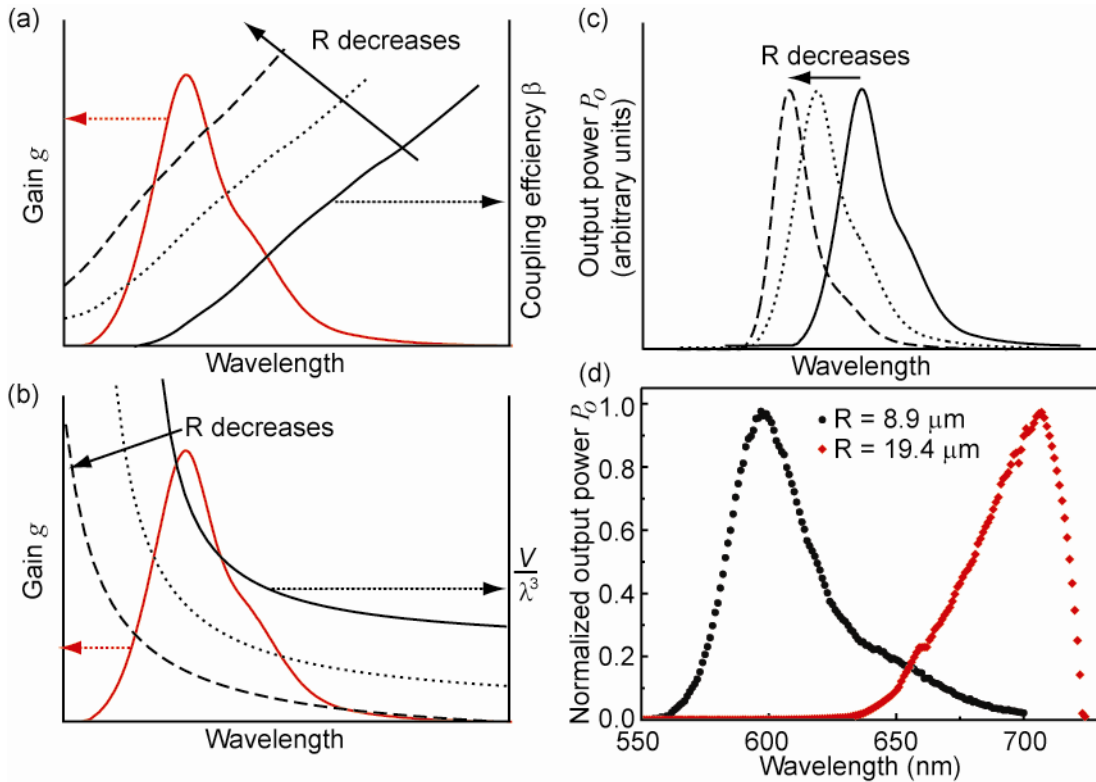 (a)
R decreases
Gain g
Coupling effciency β
Wavelength
(b)
R decreases
Gain g
V
λ³
Wavelength
(c)
R decreases
Output power P_O
(arbitrary units)
Wavelength
(d)
R = 8.9 μm
R = 19.4 μm
Normalized output power P_O
1.0
0.8
0.6
0.4
0.2
0.0
550
600
650
700
Wavelength (nm)